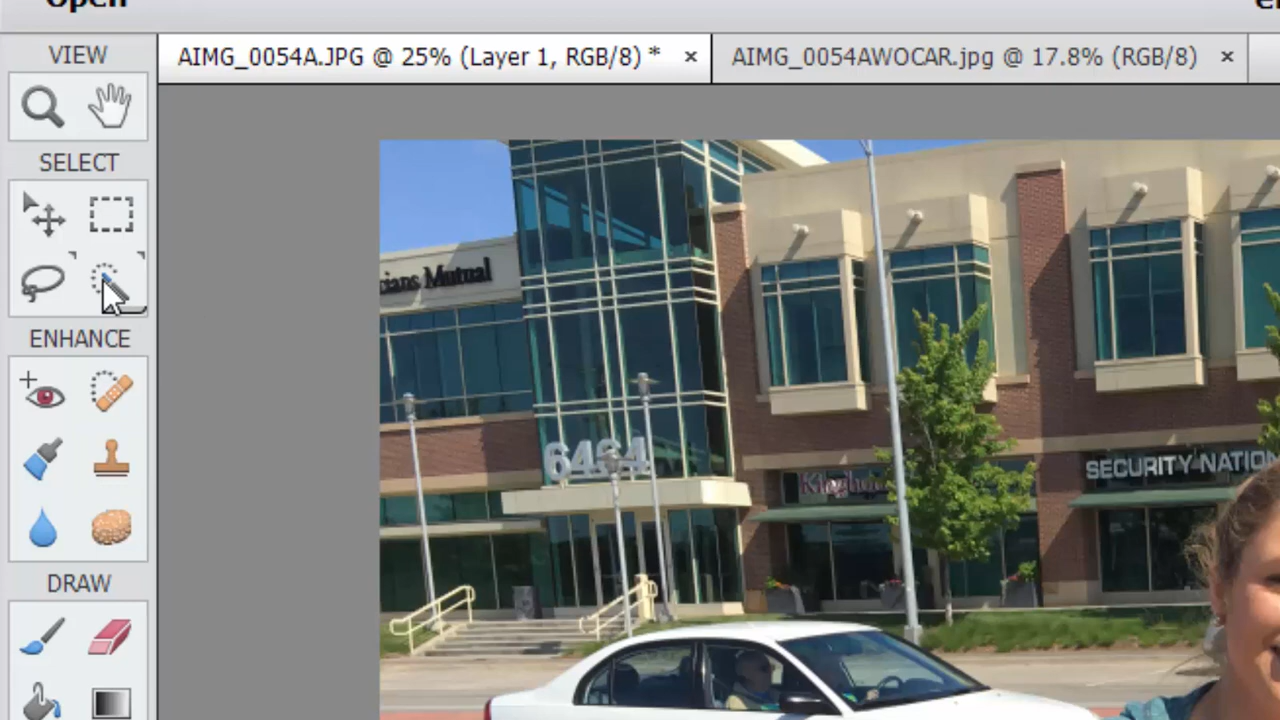 Open
VIEW
AIMG_0054A.JPG @ 25% (Layer 1, RGB/8) *
×
AIMG_0054AWOCAR.jpg @ 17.8% (RGB/8)
×
SELECT
cians Mutual
ENHANCE
6464
SECURITY NATION
DRAW